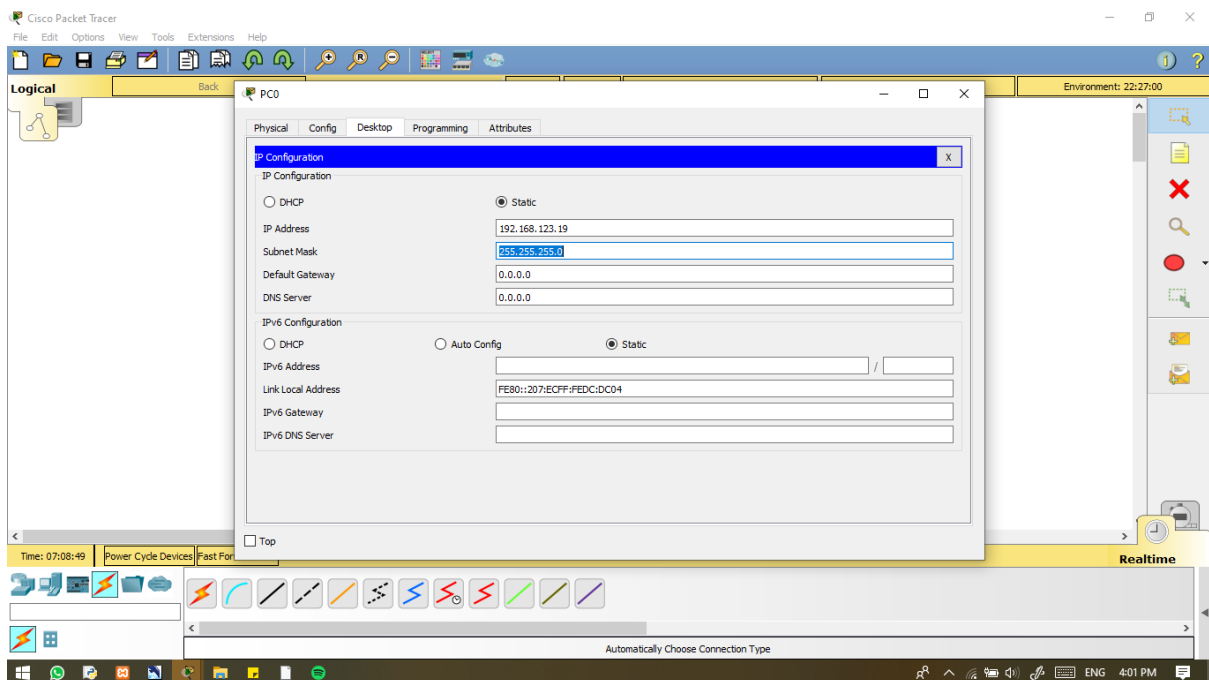 Cisco Packet Tracer
File Edit Options View Tools Extensions Help
Logical
Back
Environment: 22:27:00
PC0
Physical Config Desktop Programming Attributes
IP Configuration X
IP Configuration
DHCP Static
IP Address 192.168.123.19
Subnet Mask 255.255.255.0
Default Gateway 0.0.0.0
DNS Server 0.0.0.0
IPv6 Configuration
DHCP Auto Config Static
IPv6 Address /
Link Local Address FE80::207:ECFF:FEDC:DC04
IPv6 Gateway
IPv6 DNS Server
Top
Time: 07:08:49 Power Cycle Devices Fast For
Realtime
Automatically Choose Connection Type
ENG 4:01 PM